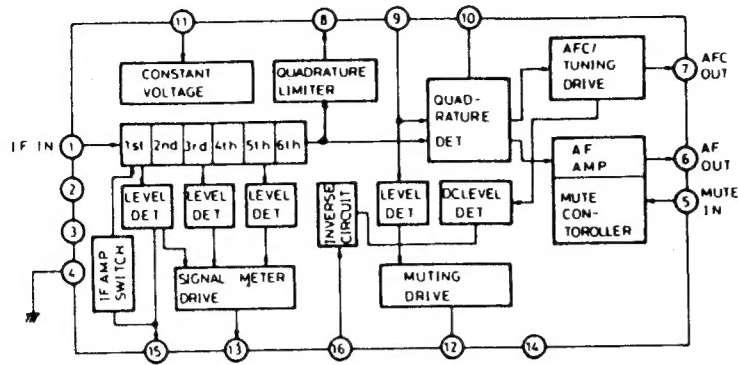 11
8
9
10
CONSTANT
VOLTAGE
QUADRATURE
LIMITER
QUAD-
RATURE
DET
AFC/
TUNING
DRIVE
7
AFC
OUT
IF IN
1
1st 2nd 3rd 4th 5th 6th
AF
AMP
6
AF
OUT
2
LEVEL
DET
LEVEL
DET
LEVEL
DET
INVERSE
CIRCUIT
LEVEL
DET
DCLEVEL
DET
MUTE
CON-
TOROLLER
5
MUTE
IN
3
4
IF AMP
SWITCH
SIGNAL METER
DRIVE
MUTING
DRIVE
15
13
16
12
14